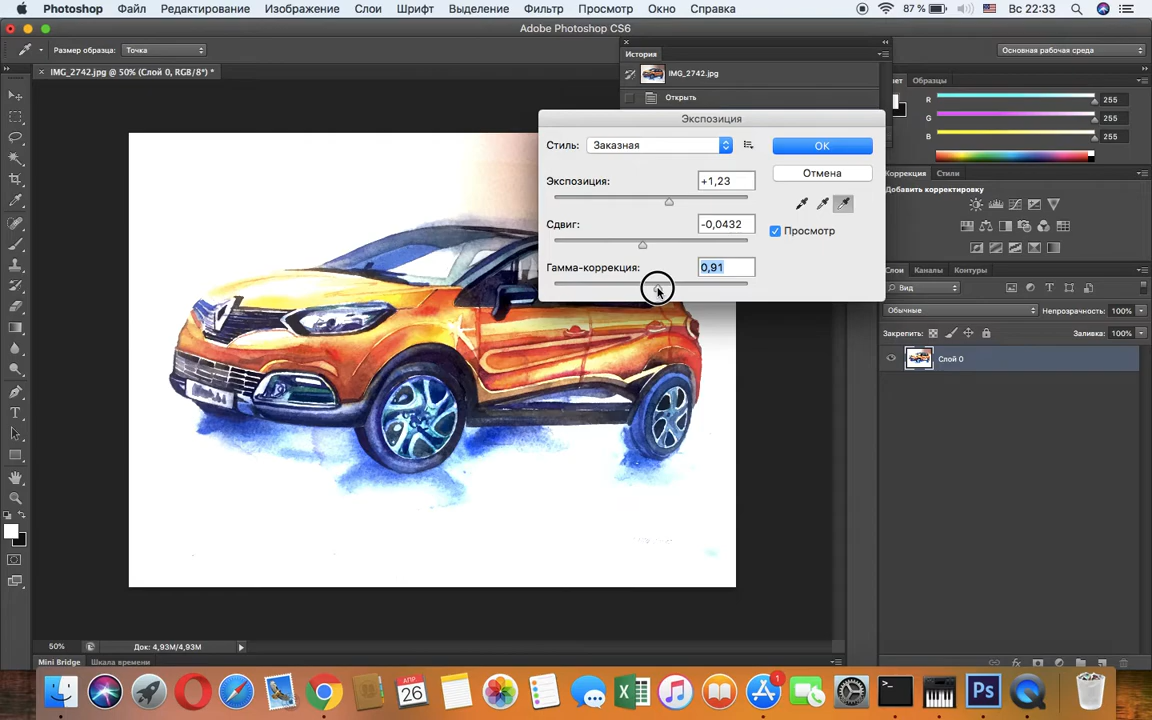 Photoshop Файл Редактирование Изображение Слои Шрифт Выделение Фильтр Просмотр Окно Справка 87 % Вс 22:33
Adobe Photoshop CS6
Размер образца: Точка
Основная рабочая среда
История
IMG_2742.jpg @ 50% (Слой 0, RGB/8*) *
IMG_2742.jpg
Открыть
Образцы
R 255
G 255
B 255
Экспозиция
Стиль: Заказная
OK
Отмена
Экспозиция: +1,23
Сдвиг: -0,0432
Просмотр
Гамма-коррекция: 0,91
Коррекция Стили
Добавить корректировку
Слои Каналы Контуры
Вид
Обычные Непрозрачность: 100%
Закрепить: Заливка: 100%
Слой 0
50% Док: 4,93M/4,93M
Mini Bridge Шкала времени
АПР.
26
1
Ps